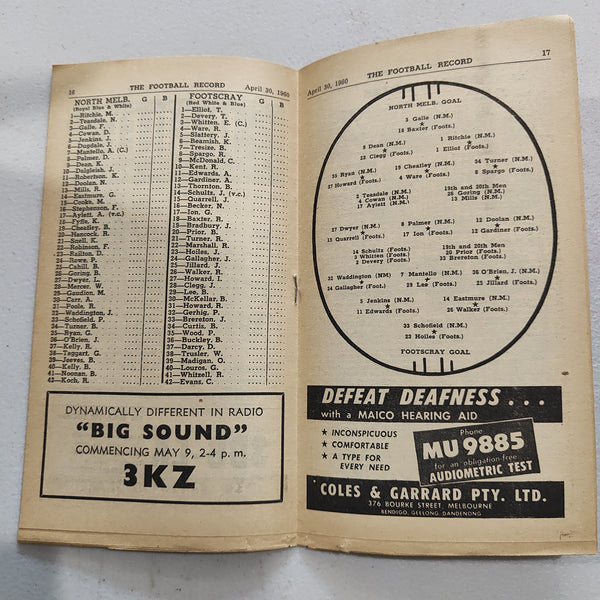 16 THE FOOTBALL RECORD April 30, 1960
NORTH MELB. G B
(Royal Blue & White)
1—Ritchie, M.
2—Teasdale, N.
3—Galle, F.
4—Cowan, D.
5—Jenkins, J.
6—Dugdale, J.
7—Mantello, A. (C.)
8—Palmer, D.
9—Dean, K.
10—Dalgleish, J.
11—Robertson, K.
12—Doolan, N.
13—Mills, R.
14—Eastmure, G.
15—Cooke, M.
16—Stephenson, F.
17—Aylett, A. (v.c.)
18—Fyffe, K.
19—Cheatley, B.
20—Hancock, R.
21—Snell, K.
22—Robinson, F.
23—Railton, D.
24—Rowe, P.
25—Cahill, B.
26—Goring, B.
27—Dwyer, L.
28—Mercer, W.
29—Gaudion, M.
30—Carr, A.
31—Poole, R.
32—Waddington, J.
33—Schofield, P.
34—Turner, B.
35—Ryan, G.
36—O'Brien, J.
37—Kelly, R.
38—Taggart, G.
39—Jeeves, B.
40—Kelly, B.
41—Noonan, B.
42—Koch, R.
FOOTSCRAY G B
(Red White & Blue)
1—Elliot, T.
2—Devery, T.
3—Whitten, E. (C.)
4—Ware, R.
5—Slattery, J.
6—Beamish, K.
7—Tresize, B.
8—Spargo, R.
9—McDonald, C.
10—Kent, R.
11—Edwards, A.
12—Gardiner, A.
13—Thornton, B.
14—Schultz, J. (v.c.)
15—Quarrell, J.
16—Becker, N.
17—Ion, G.
18—Baxter, R.
19—Bradbury, J.
20—Prior, B.
21—Turner, R.
22—Marshall, R.
23—Hoiles,
24—Gallagher, J.
25—Jillard, J.
26—Walker, R.
27—Howard, I.
28—Clegg, J.
29—Lee, B.
30—McKellar, B.
31—Howard, R.
32—Gerhig, P.
33—Brereton, J.
34—Curtis, B.
35—Wood, P.
36—Buckley, B.
37—Darcy, D.
38—Trusler, W.
39—Madigan, O.
40—Louros, G.
41—Whitzell, R.
42—Evans, C.
DYNAMICALLY DIFFERENT IN RADIO
"BIG SOUND"
COMMENCING MAY 9, 2-4 p. m.
3KZ
April 30, 1960 THE FOOTBALL RECORD 17
NORTH MELB. GOAL
3 Galle (N.M.)
18 Baxter (Foots.)
9 Dean (N.M.) 1 Ritchie (N.M.)
28 Clegg (Foots.) 1 Elliot (Foots.)
35 Ryan (N.M.) 19 Cheatley (N.M.) 34 Turner (N.M.)
27 Howard (Foots.) 4 Ware (Foots.) 8 Spargo (Foots.)
2 Teasdale (N.M.) 19th and 20th Men
4 Cowan (N.M.) 26 Goring (N.M.)
17 Aylett (N.M.) 13 Mills (N.M.)
27 Dwyer (N.M.) 8 Palmer (N.M.) 12 Doolan (N.M.)
15 Quarrell (Foots.) 17 Ion (Foots.) 12 Gardiner (Foots.)
14 Schultz (Foots.) 19th and 20th Men
3 Whitten (Foots.) 20 Prior (Foots.)
2 Devery (Foots.) 33 Brereton (Foots.)
32 Waddington (NM) 7 Mantello (N.M.) 36 O'Brien, J. (N.M.)
24 Gallagher (Foots.) 29 Lee (Foots.) 25 Jillard (Foots.)
5 Jenkins (N.M.) 14 Eastmure (N.M.)
11 Edwards (Foots.) 26 Walker (Foots.)
33 Schofield (N.M.)
23 Hoiles (Foots.)
FOOTSCRAY GOAL
DEFEAT DEAFNESS . . .
with a MAICO HEARING AID
★ INCONSPICUOUS
★ COMFORTABLE
★ A TYPE FOR
EVERY NEED
Phone
MU 9885
for an obligation-free
AUDIOMETRIC TEST
COLES & GARRARD PTY. LTD.
376 BOURKE STREET, MELBOURNE
BENDIGO, GEELONG, DANDENONG